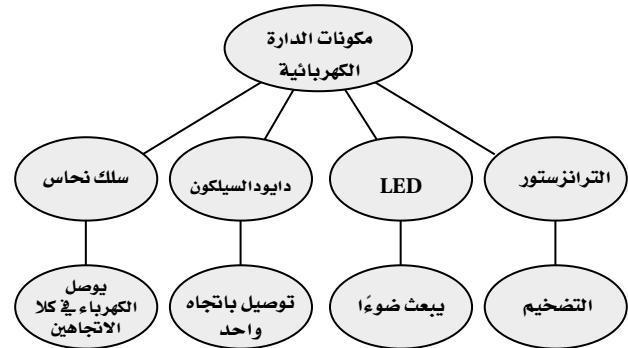 مكونات الدارة
الكهربائية
الترانزستور
LED
دايود السيلكون
سلك نحاس
التضخيم
يبعث ضوءًا
توصيل باتجاه
واحد
يوصل
الكهرباء في كلا
الاتجاهين